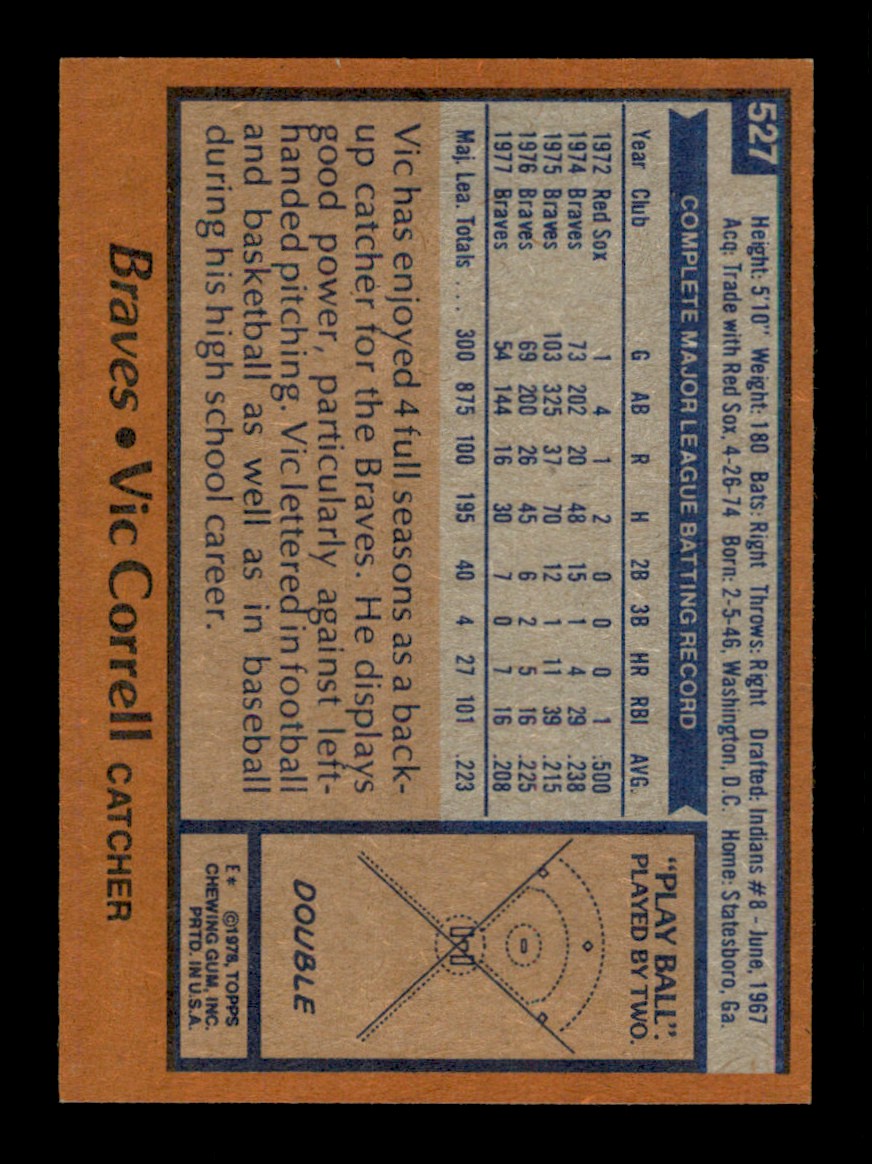 527
Height: 5'10" Weight: 180 Bats: Right Throws: Right Drafted: Indians #8 - June, 1967
Acq: Trade with Red Sox, 4-26-74 Born: 2-5-46, Washington, D.C. Home: Statesboro, Ga.
COMPLETE MAJOR LEAGUE BATTING RECORD
Year Club G AB R H 2B 3B HR RBI AVG.
1972 Red Sox 1 4 1 2 0 0 0 1 .500
1974 Braves 73 202 20 48 15 1 4 29 .238
1975 Braves 103 325 37 70 12 1 11 39 .215
1976 Braves 69 200 26 45 6 2 5 16 .225
1977 Braves 54 144 16 30 7 0 7 16 .208
Maj. Lea. Totals .... 300 875 100 195 40 4 27 101 .223
Vic has enjoyed 4 full seasons as a back-
up catcher for the Braves. He displays
good power, particularly against left-
handed pitching. Vic lettered in football
and basketball as well as in baseball
during his high school career.
"PLAY BALL".
PLAYED BY TWO.
DOUBLE
E* ©1978, TOPPS
CHEWING GUM, INC.
PRTD. IN U.S.A.
Braves • Vic Correll CATCHER